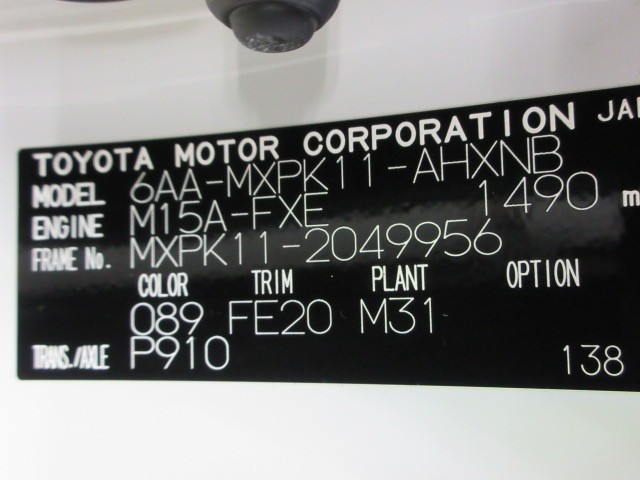 TOYOTA MOTOR CORPORATION JAP
MODEL 6AA-MXPK11-AHXNB
ENGINE M15A-FXE 1490 m
FRAME No. MXPK11-2049956
COLOR TRIM PLANT OPTION
089 FE20 M31
TRANS./AXLE P910 138